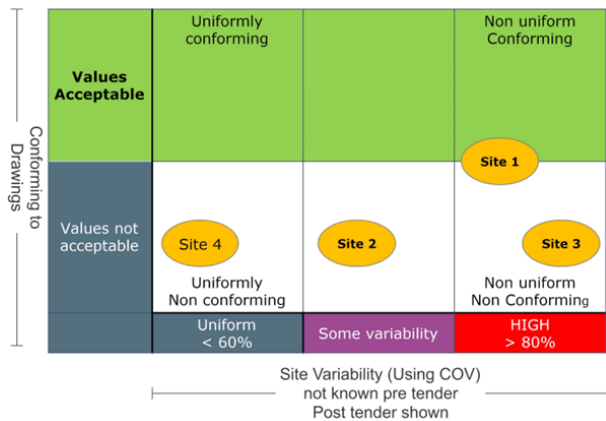 Uniformly
conforming
Non uniform
Conforming
Values
Acceptable
Site 1
Conforming to
Drawings
Values not
acceptable
Site 4
Site 2
Site 3
Uniformly
Non conforming
Non uniform
Non Conforming
Uniform
< 60%
Some variability
HIGH
> 80%
Site Variability (Using COV)
not known pre tender
Post tender shown